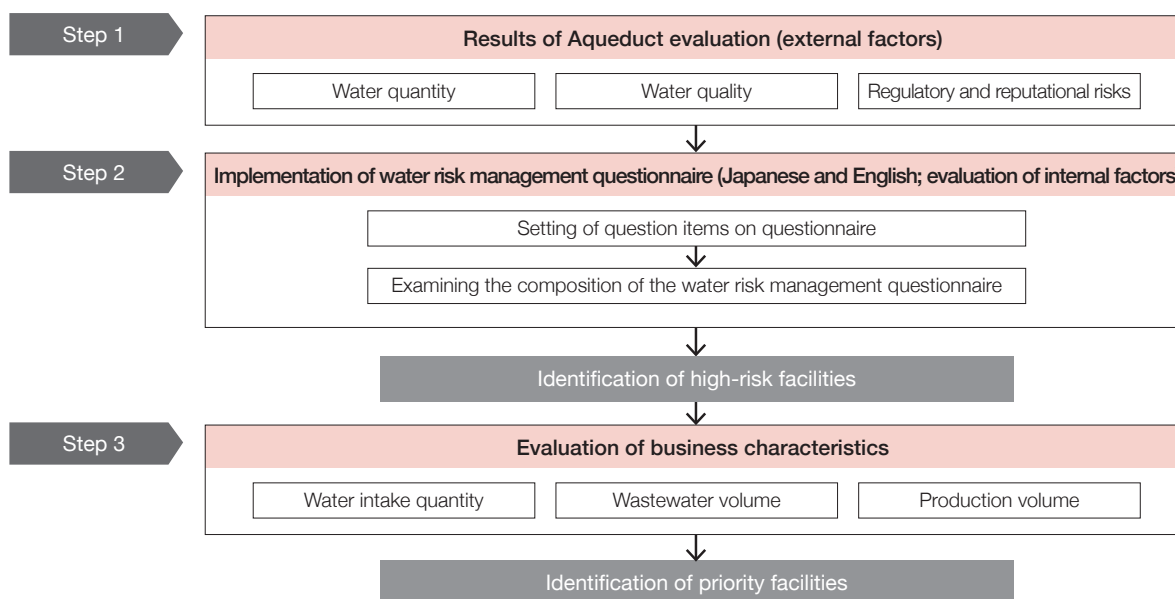 Step 1
Results of Aqueduct evaluation (external factors)
Water quantity
Water quality
Regulatory and reputational risks
Step 2
Implementation of water risk management questionnaire (Japanese and English; evaluation of internal factors
Setting of question items on questionnaire
Examining the composition of the water risk management questionnaire
Identification of high-risk facilities
Step 3
Evaluation of business characteristics
Water intake quantity
Wastewater volume
Production volume
Identification of priority facilities